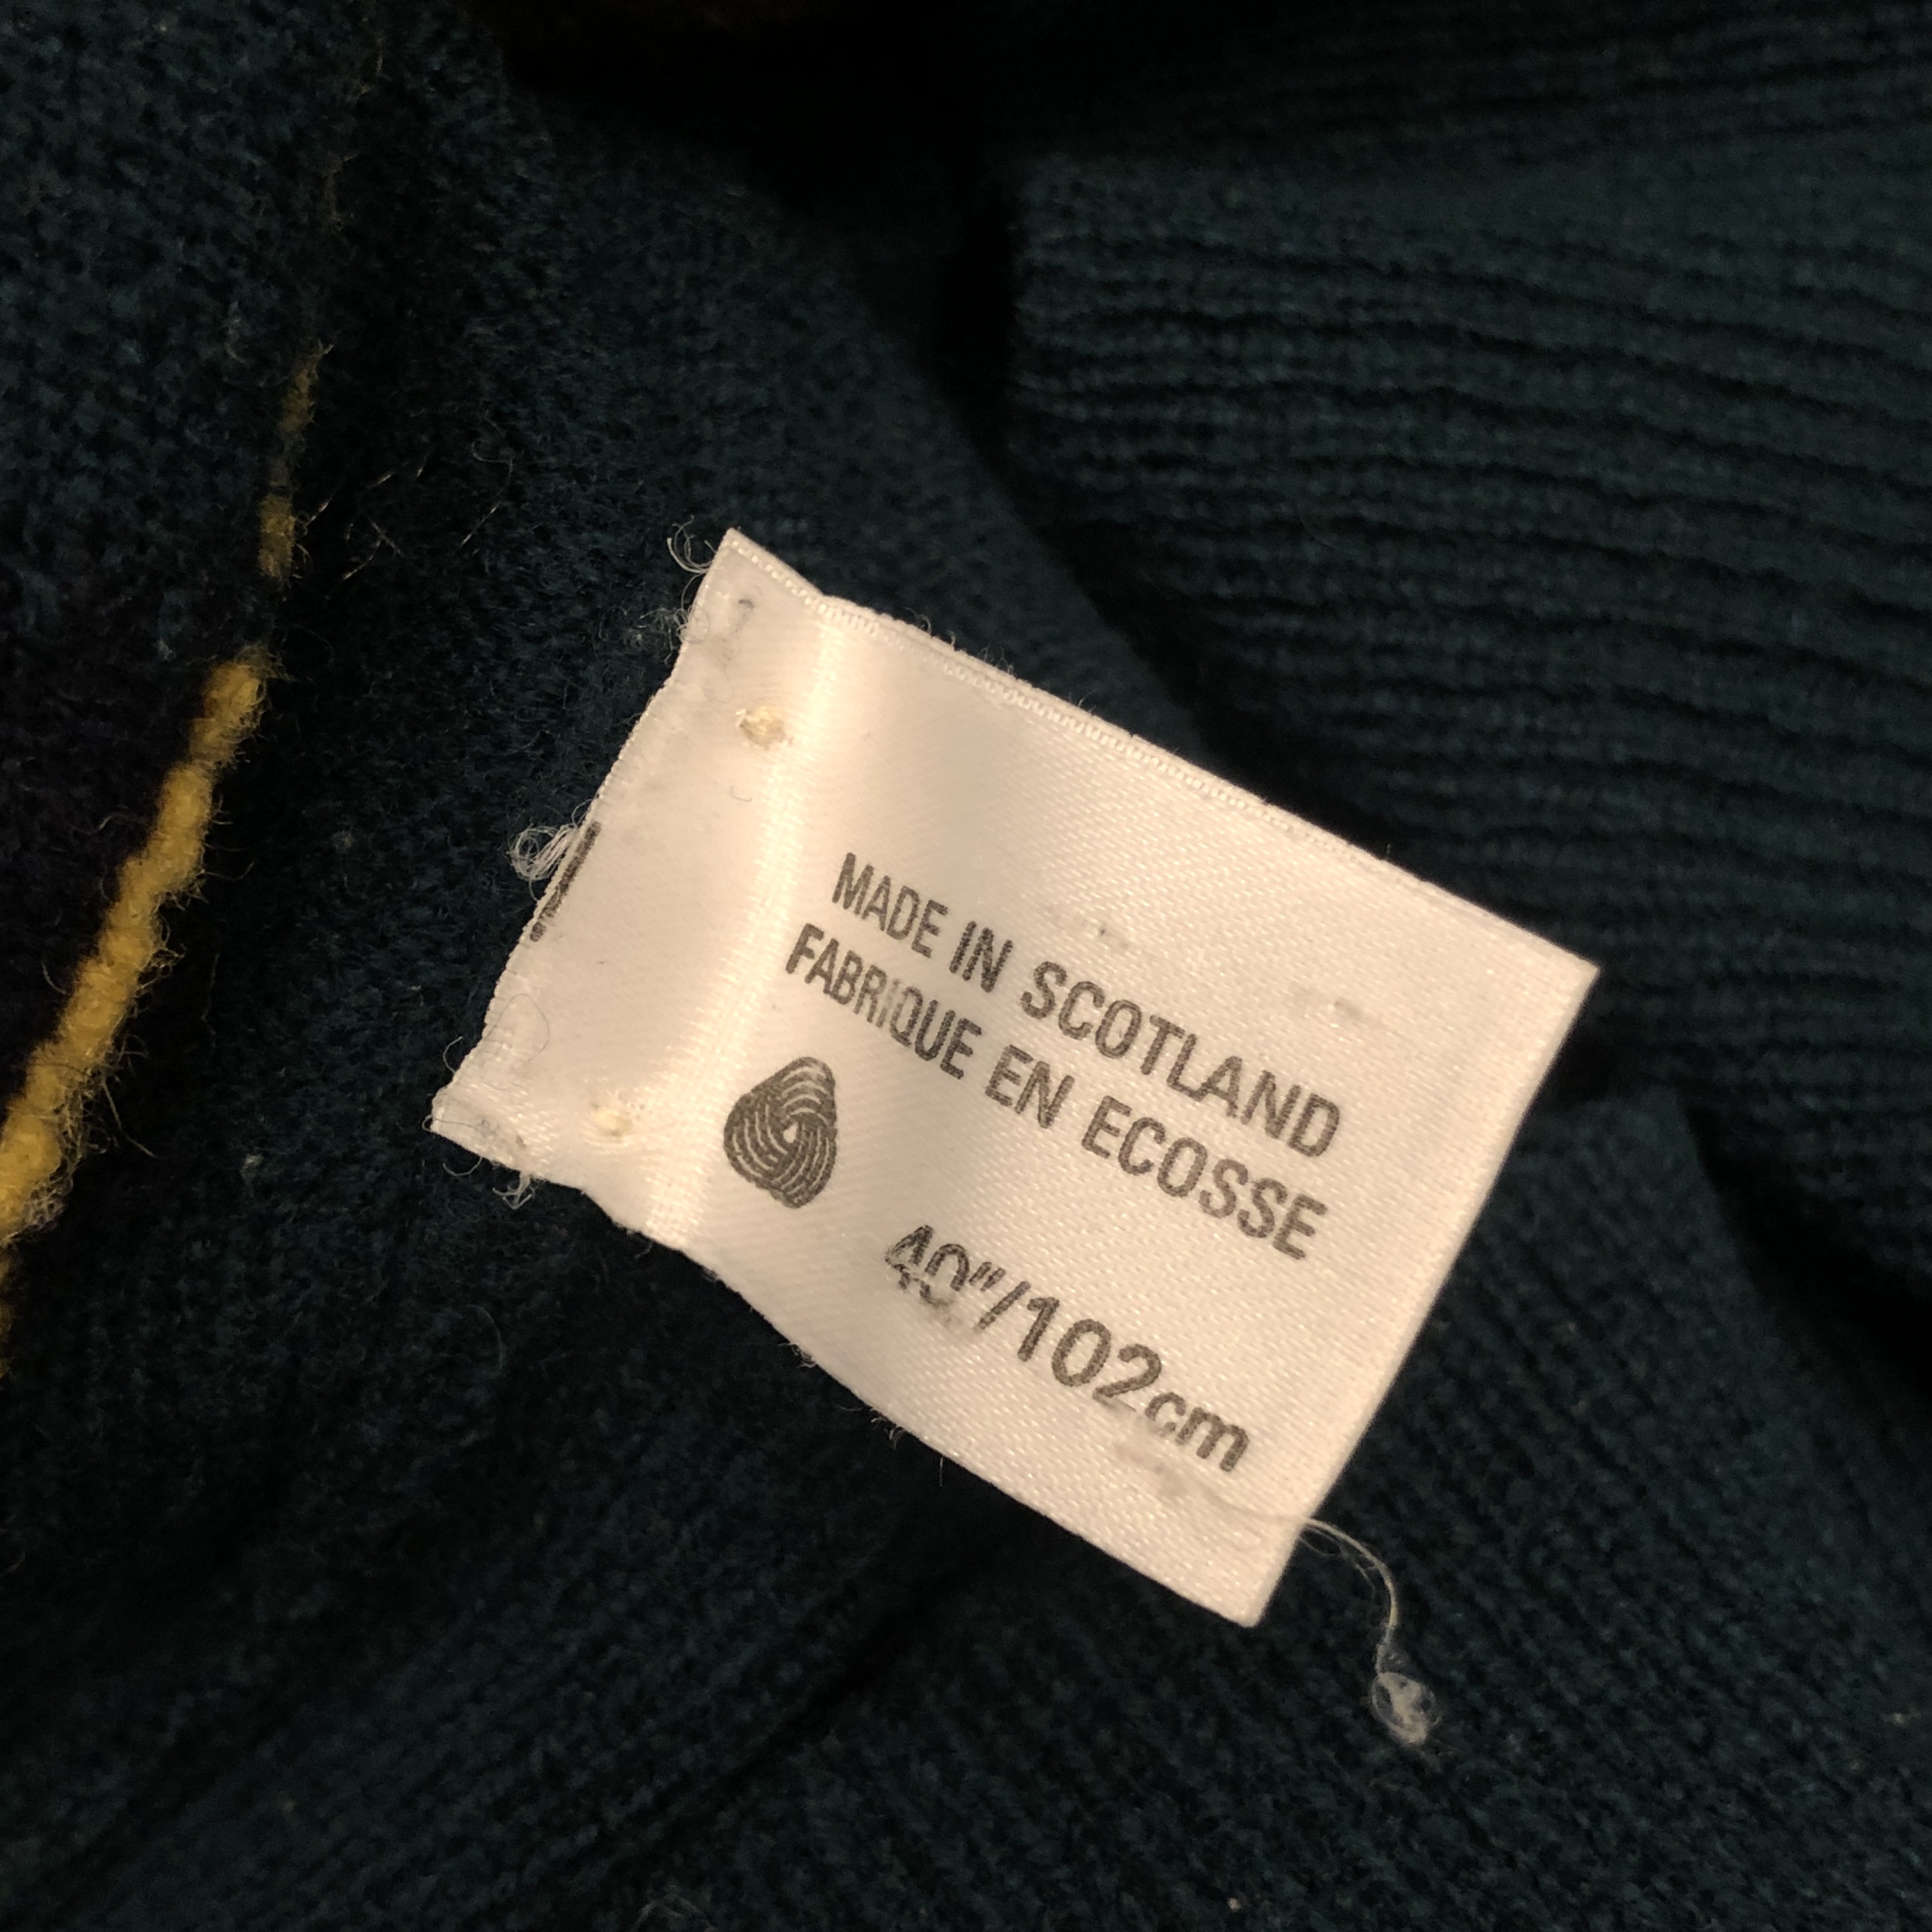 MADE IN SCOTLAND
FABRIQUE EN ECOSSE
40"/102cm